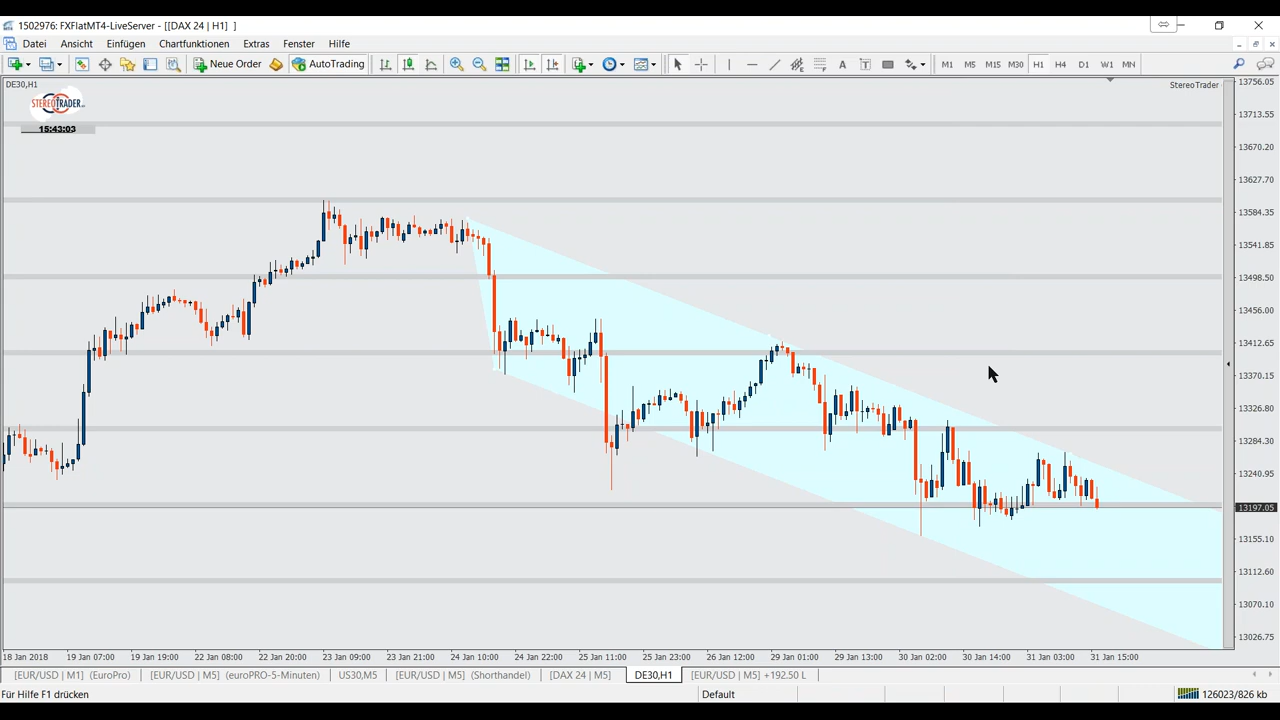 1502976: FXFlatMT4-LiveServer - [[DAX 24 | H1] ]
Datei Ansicht Einfügen Chartfunktionen Extras Fenster Hilfe
Neue Order AutoTrading A T M1 M5 M15 M30 H1 H4 D1 W1 MN
DE30,H1 StereoTrader
STEREOTRADER
15:43:03
13756.05
13713.55
13670.20
13627.70
13584.35
13541.85
13498.50
13456.00
13412.65
13370.15
13326.80
13284.30
13240.95
13197.05
13155.10
13112.60
13070.10
13026.75
18 Jan 2018 19 Jan 07:00 19 Jan 19:00 22 Jan 08:00 22 Jan 20:00 23 Jan 09:00 23 Jan 21:00 24 Jan 10:00 24 Jan 22:00 25 Jan 11:00 25 Jan 23:00 26 Jan 12:00 29 Jan 01:00 29 Jan 13:00 30 Jan 02:00 30 Jan 14:00 31 Jan 03:00 31 Jan 15:00
[EUR/USD | M1] (EuroPro) [EUR/USD | M5] (euroPRO-5-Minuten) US30,M5 [EUR/USD | M5] (Shorthandel) [DAX 24 | M5] DE30,H1 [EUR/USD | M5] +192.50 L
Für Hilfe F1 drücken Default 126023/826 kb